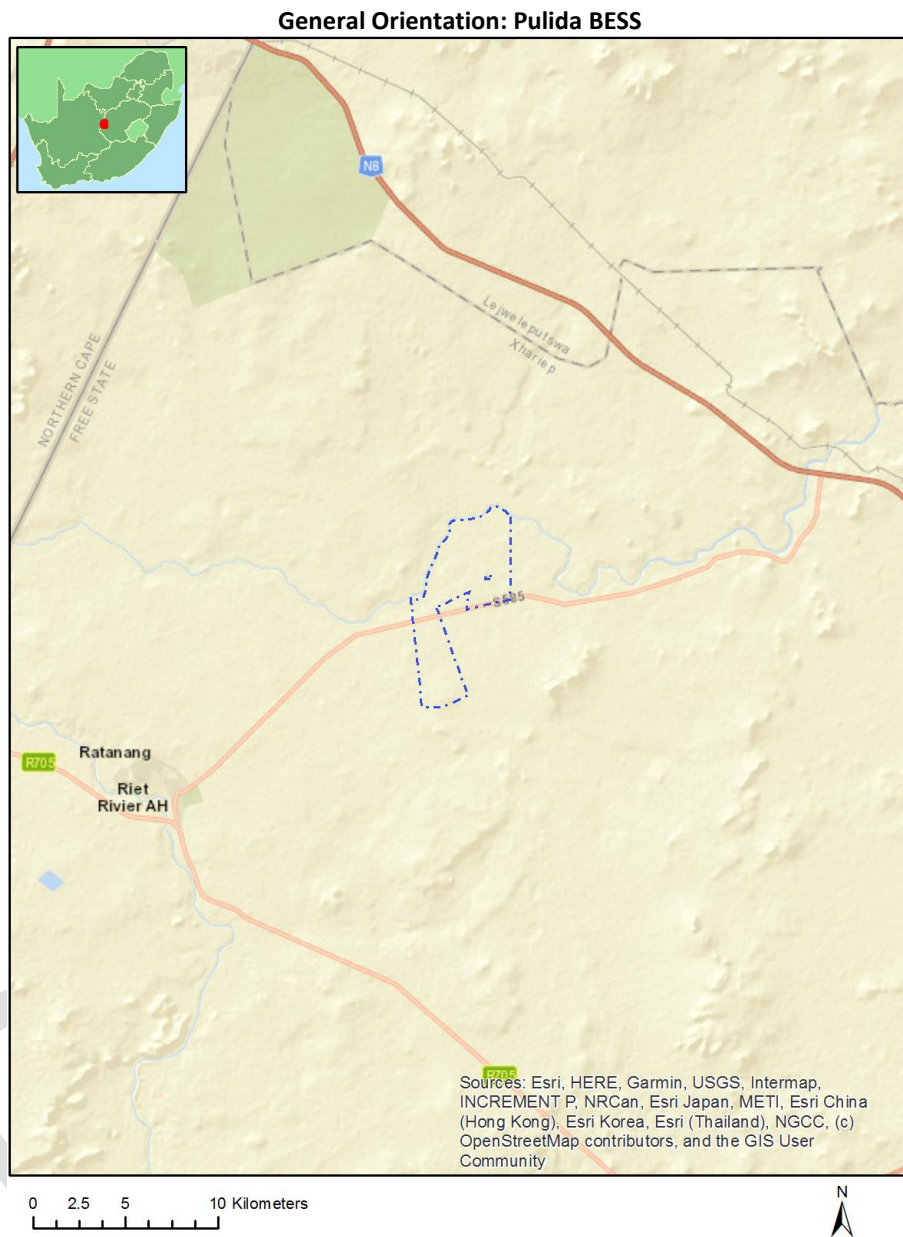 General Orientation: Pulida BESS
N8
Lejweleputswa
Xhariep
NORTHERN CAPE
FREE STATE
S585
Ratanang
R705
Riet
Rivier AH
R705
Sources: Esri, HERE, Garmin, USGS, Intermap,
INCREMENT P, NRCan, Esri Japan, METI, Esri China
(Hong Kong), Esri Korea, Esri (Thailand), NGCC, (c)
OpenStreetMap contributors, and the GIS User
Community
0 2.5 5 10 Kilometers
N